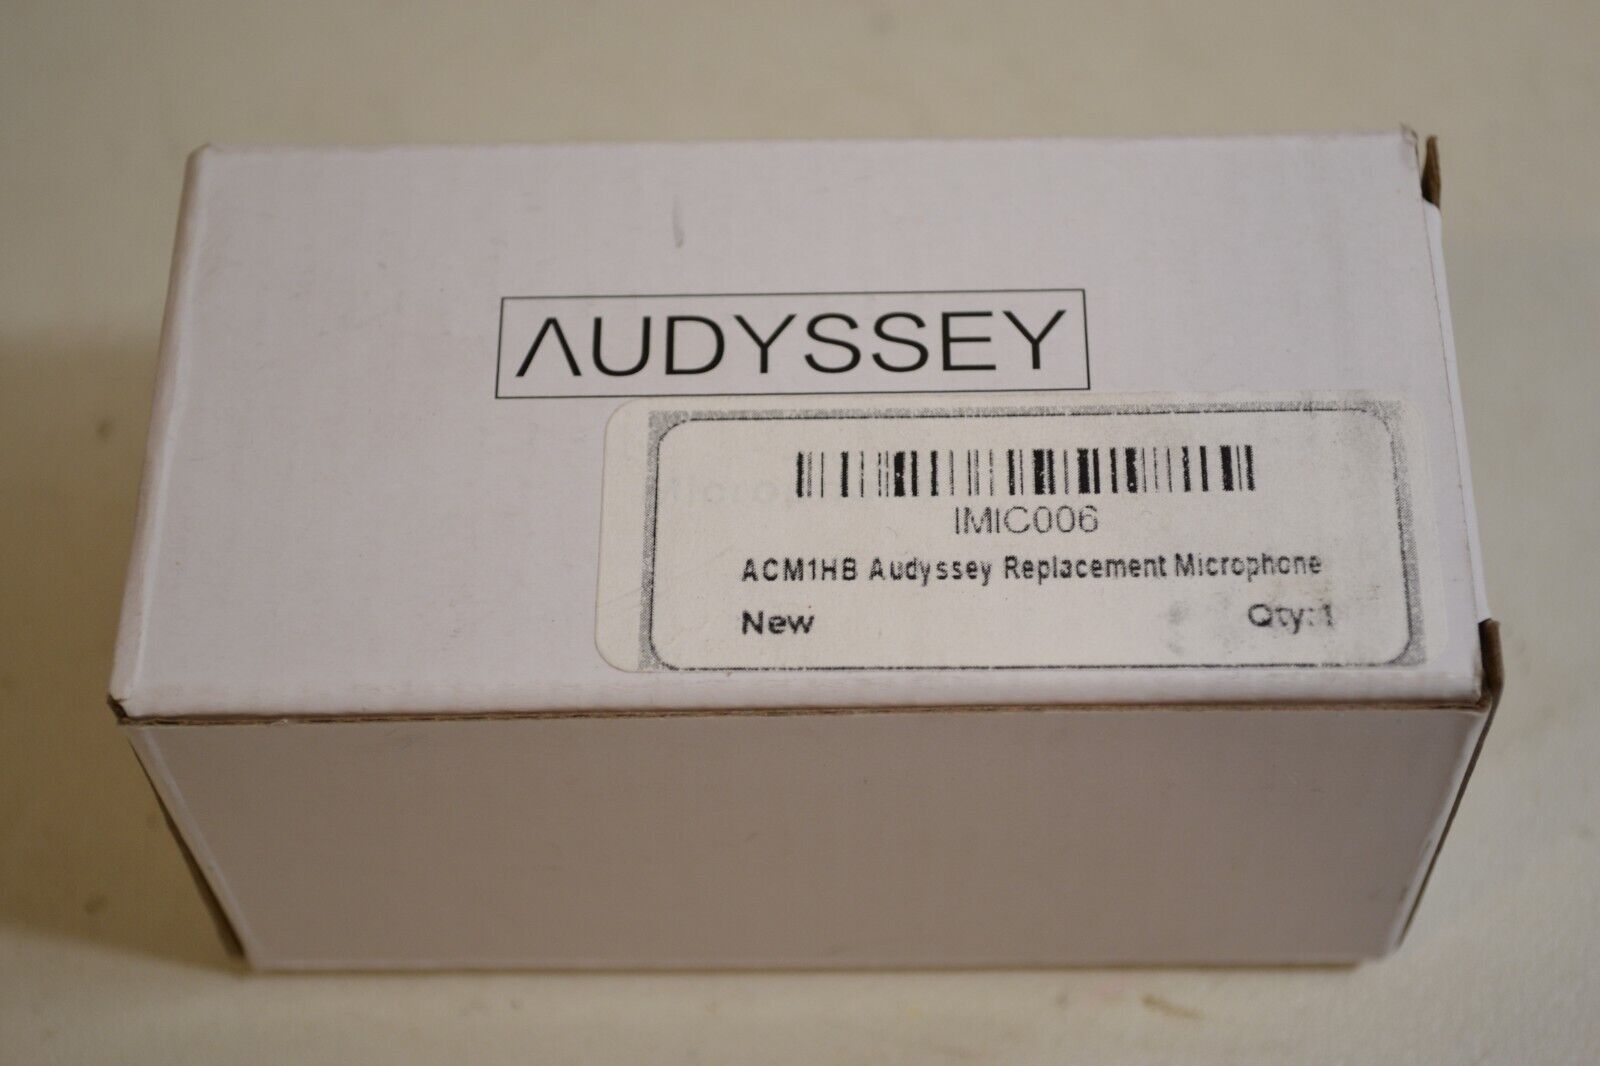 AUDYSSEY
IMIC006
ACM1HB Audyssey Replacement Microphone
New Qty:1